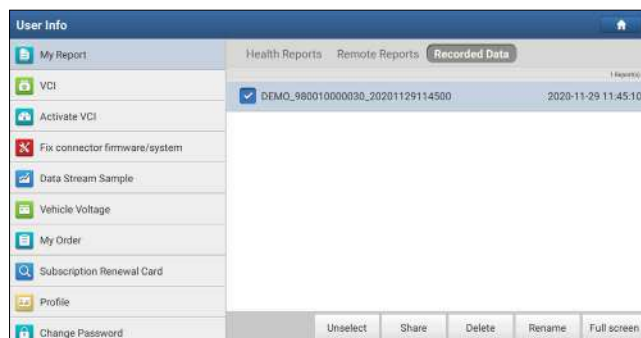 User Info
My Report
VCI
Activate VCI
Fix connector firmware/system
Data Stream Sample
Vehicle Voltage
My Order
Subscription Renewal Card
Profile
Change Password
Health Reports Remote Reports Recorded Data
1 Report(s)
DEMO_980010000030_20201129114500 2020-11-29 11:45:10
Unselect Share Delete Rename Full screen